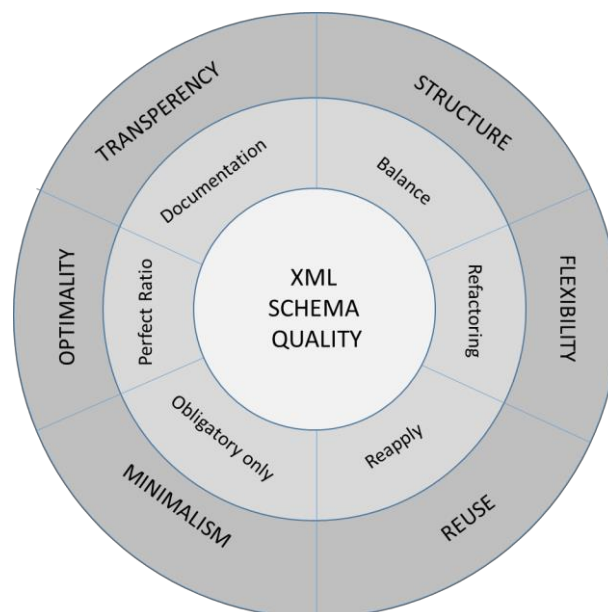 TRANSPERENCY
STRUCTURE
Documentation
Balance
OPTIMALITY
Perfect Ratio
XML
SCHEMA
QUALITY
Refactoring
FLEXIBILITY
Obligatory only
Reapply
MINIMALISM
REUSE